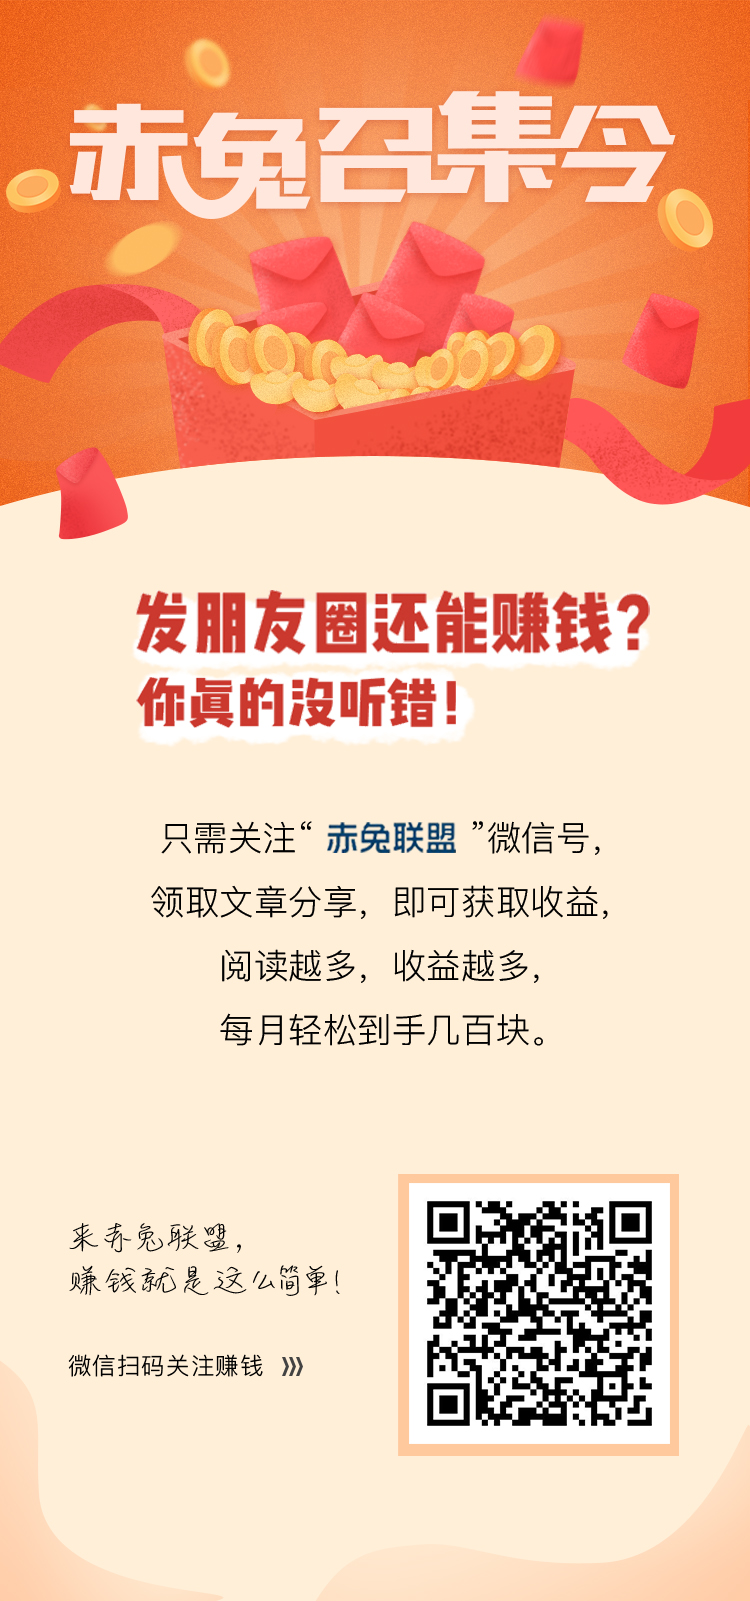 赤兔召集令
发朋友圈还能赚钱？
你真的没听错！
只需关注“赤兔联盟”微信号，
领取文章分享，即可获取收益，
阅读越多，收益越多，
每月轻松到手几百块。
来赤兔联盟，
赚钱就是这么简单！
微信扫码关注赚钱 》》